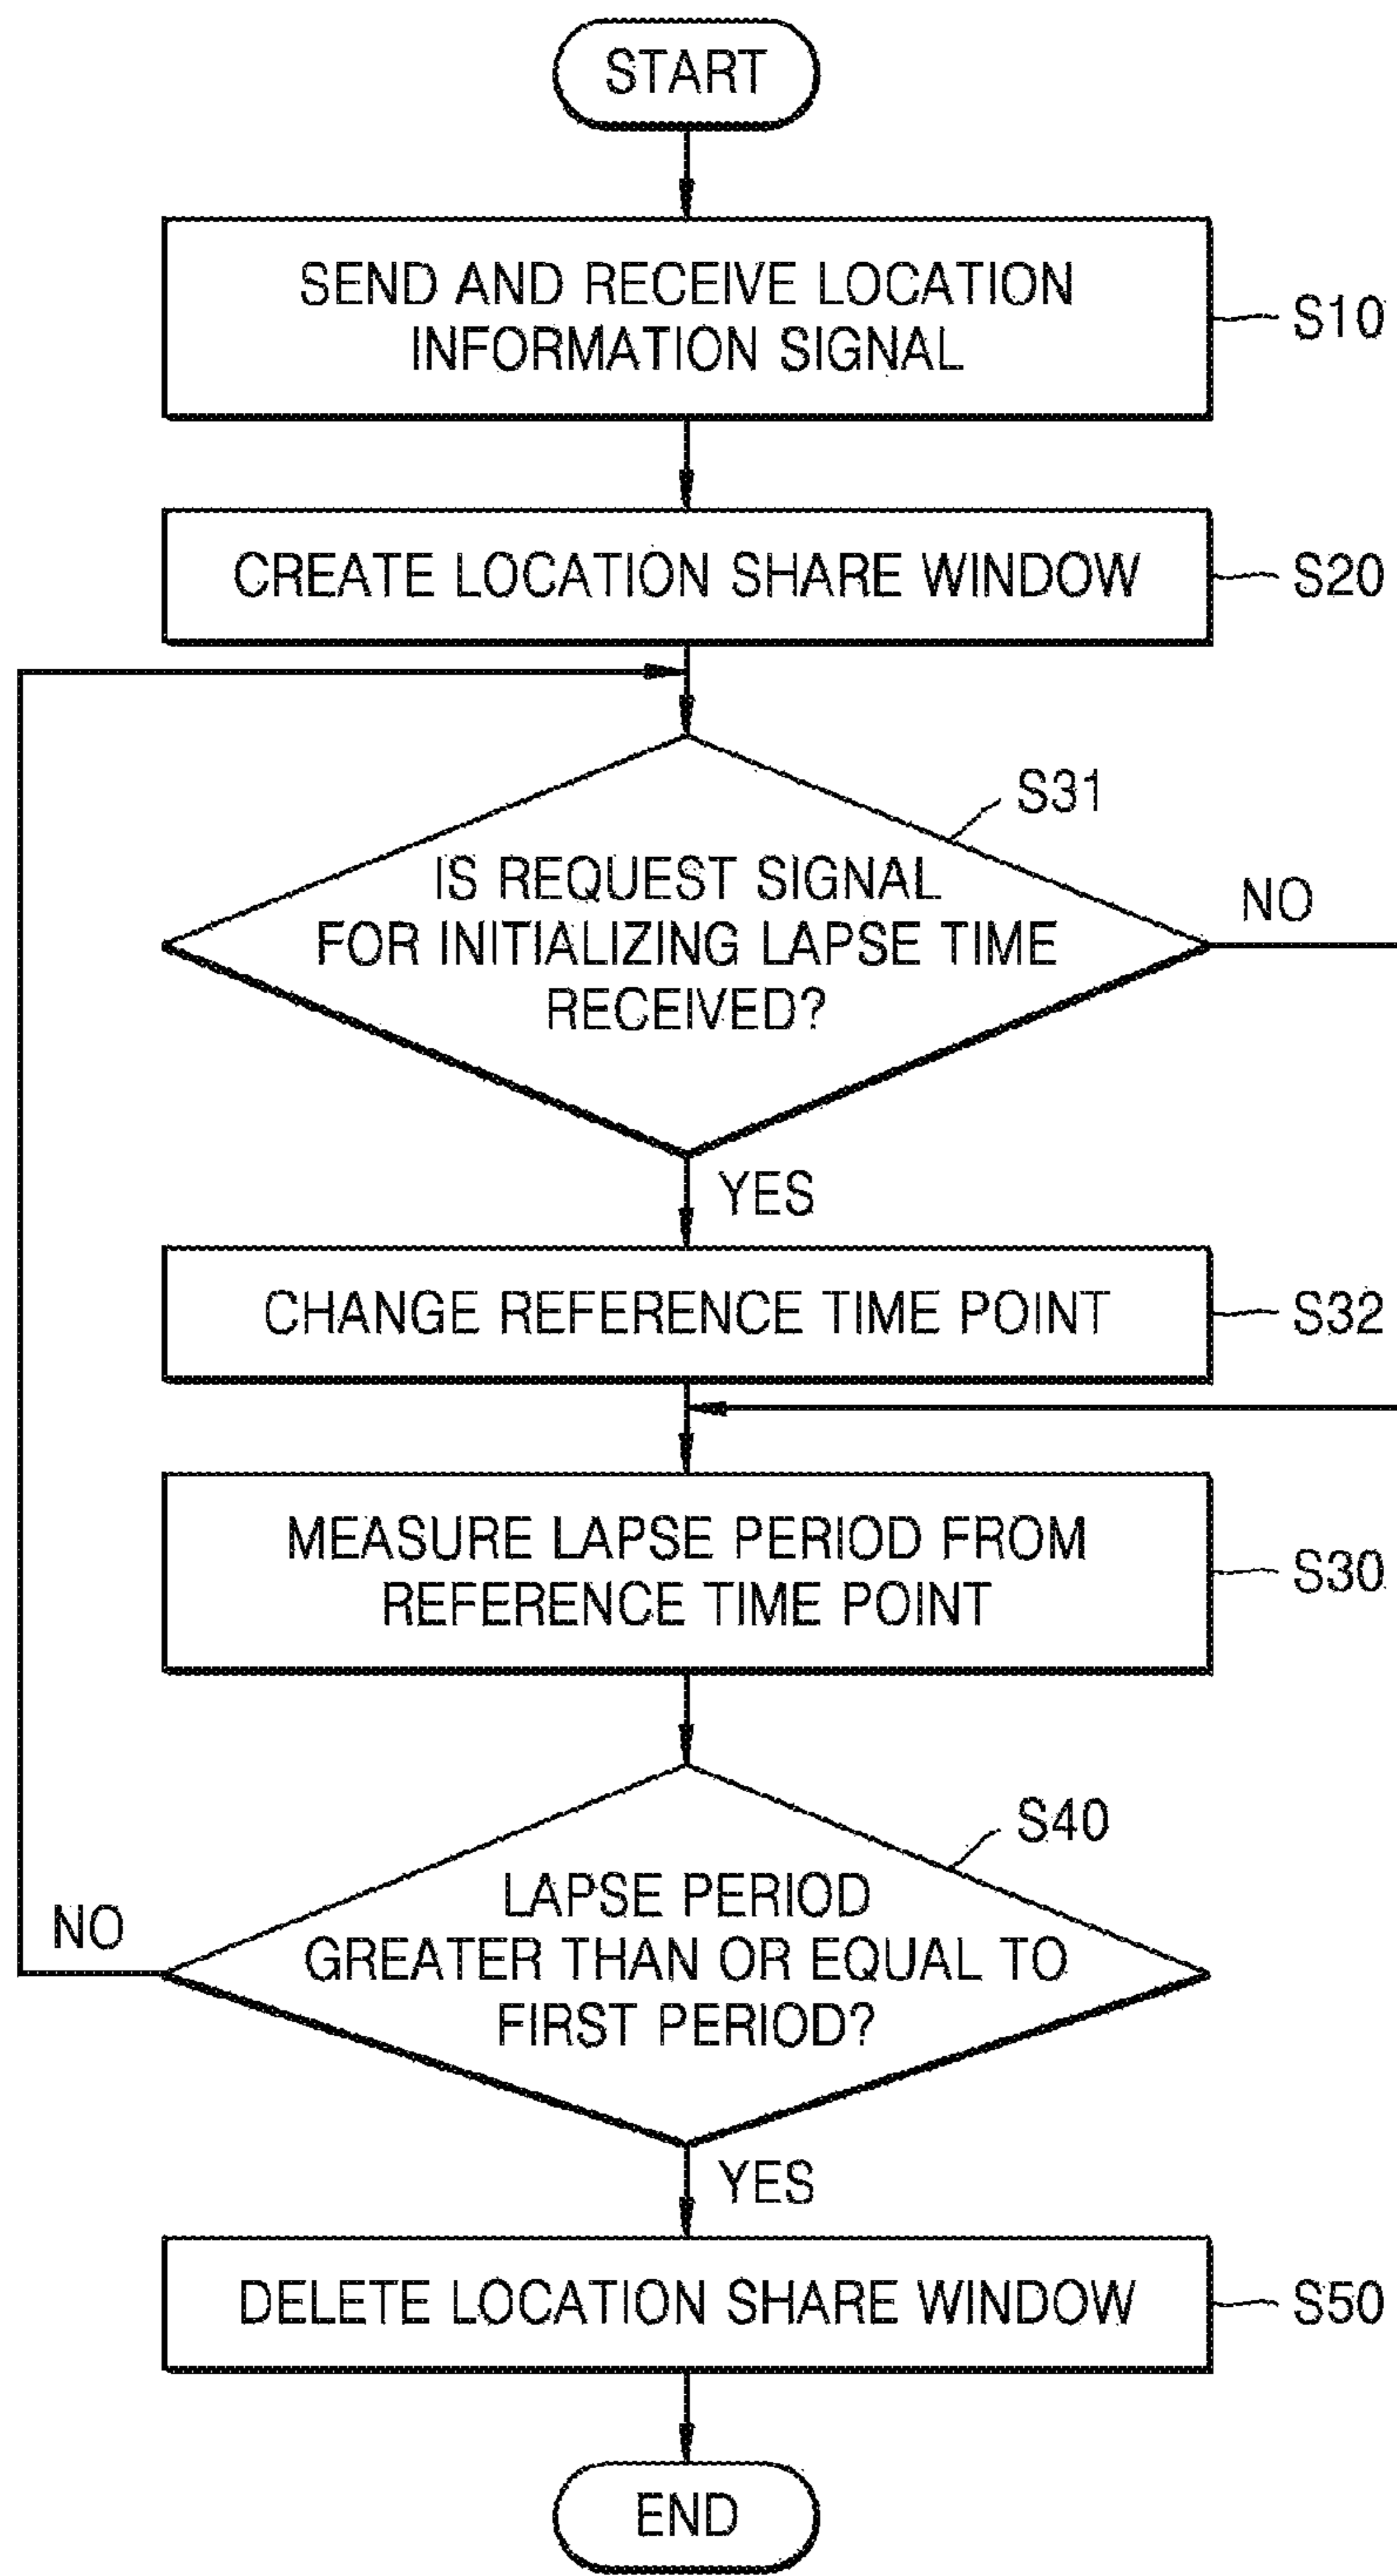 START
SEND AND RECEIVE LOCATION
INFORMATION SIGNAL
S10
CREATE LOCATION SHARE WINDOW
S20
S31
IS REQUEST SIGNAL
FOR INITIALIZING LAPSE TIME
RECEIVED?
NO
YES
CHANGE REFERENCE TIME POINT
S32
MEASURE LAPSE PERIOD FROM
REFERENCE TIME POINT
S30
S40
LAPSE PERIOD
GREATER THAN OR EQUAL TO
FIRST PERIOD?
NO
YES
DELETE LOCATION SHARE WINDOW
S50
END